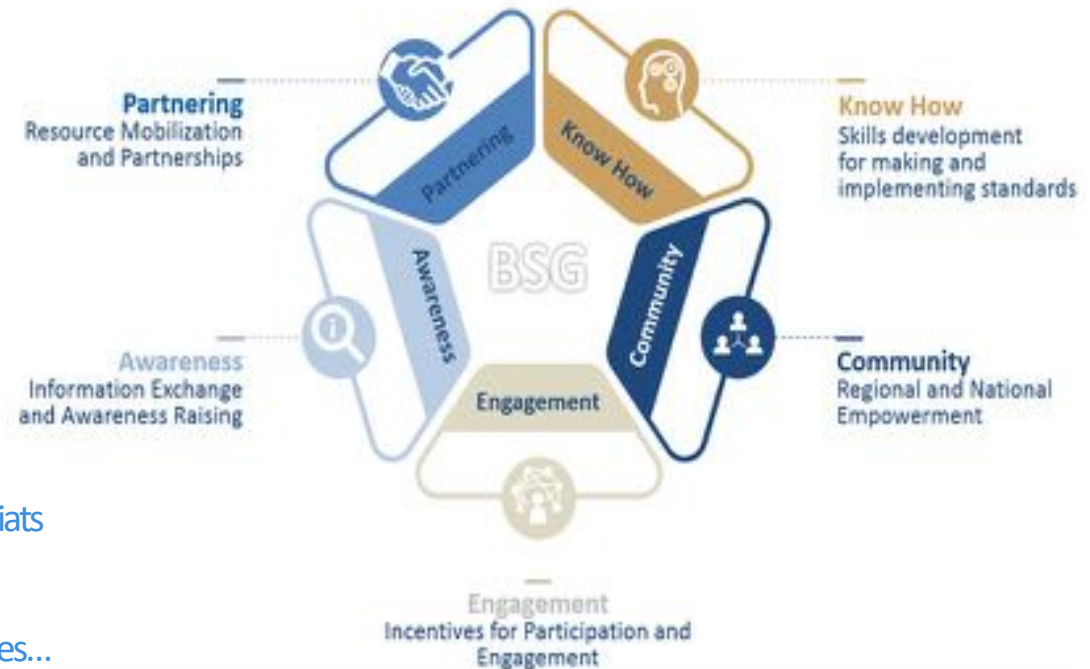 Partnering
Resource Mobilization
and Partnerships
Partnering
Know How
Know How
Skills development
for making and
implementing standards
BSG
Awareness
Community
Engagement
Awareness
Information Exchange
and Awareness Raising
Community
Regional and National
Empowerment
iats
es...
Engagement
Incentives for Participation and
Engagement